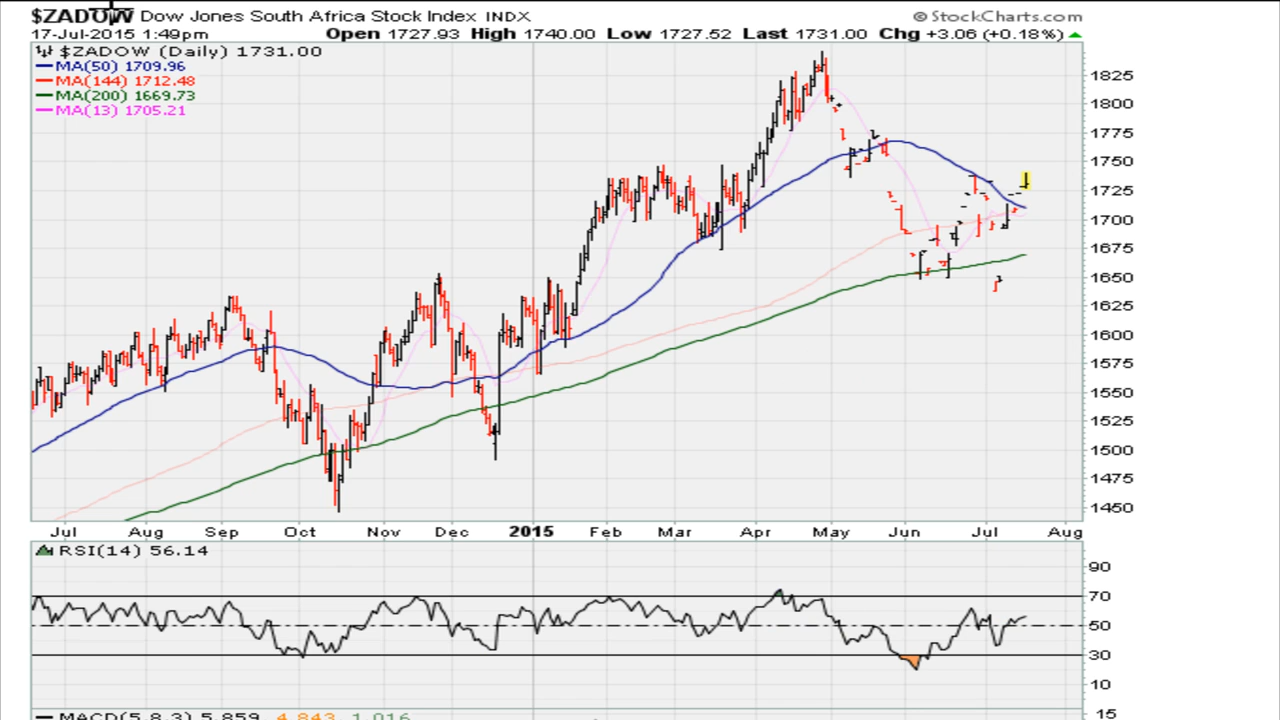 $ZADOW Dow Jones South Africa Stock Index INDX © StockCharts.com
17-Jul-2015 1:49pm Open 1727.93 High 1740.00 Low 1727.52 Last 1731.00 Chg +3.06 (+0.18%)
$ZADOW (Daily) 1731.00
MA(50) 1709.96
MA(144) 1712.48
MA(200) 1669.73
MA(13) 1705.21
1825
1800
1775
1750
1725
1700
1675
1650
1625
1600
1575
1550
1525
1500
1475
1450
Jul Aug Sep Oct Nov Dec 2015 Feb Mar Apr May Jun Jul Aug
RSI(14) 56.14
90
70
50
30
10
MACD(5,8,3) 5.859, 4.843, 1.016
15